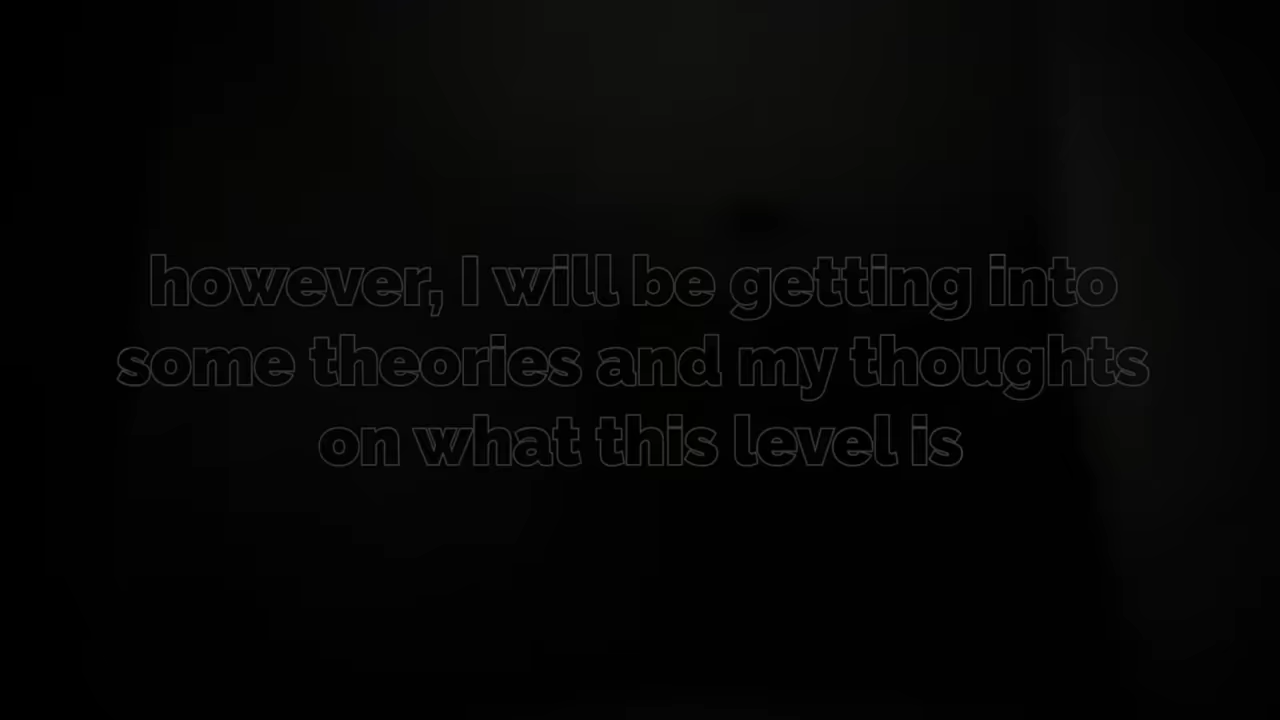 however, I will be getting into
some theories and my thoughts
on what this level is